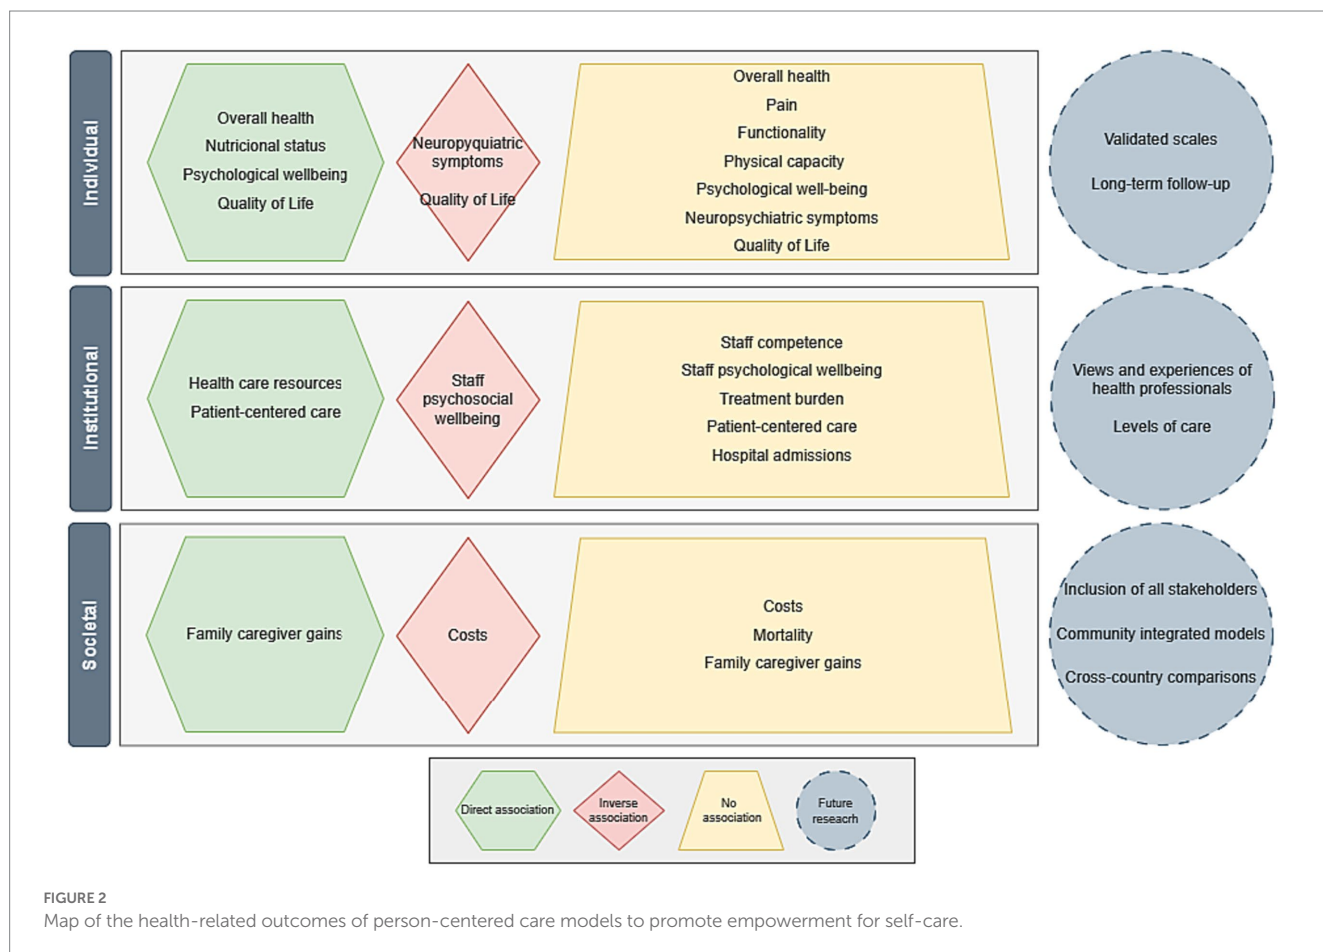 Individual
Overall health
Nutricional status
Psychological wellbeing
Quality of Life
Neuropyquiatric
symptoms
Quality of Life
Overall health
Pain
Functionality
Physical capacity
Psychological well-being
Neuropsychiatric symptoms
Quality of Life
Validated scales
Long-term follow-up
Institutional
Health care resources
Patient-centered care
Staff
psychosocial
wellbeing
Staff competence
Staff psychological wellbeing
Treatment burden
Patient-centered care
Hospital admissions
Views and experiences of
health professionals
Levels of care
Societal
Family caregiver gains
Costs
Costs
Mortality
Family caregiver gains
Inclusion of all stakeholders
Community integrated models
Cross-country comparisons
Direct association
Inverse
association
No
association
Future
reseacrh
FIGURE 2
Map of the health-related outcomes of person-centered care models to promote empowerment for self-care.